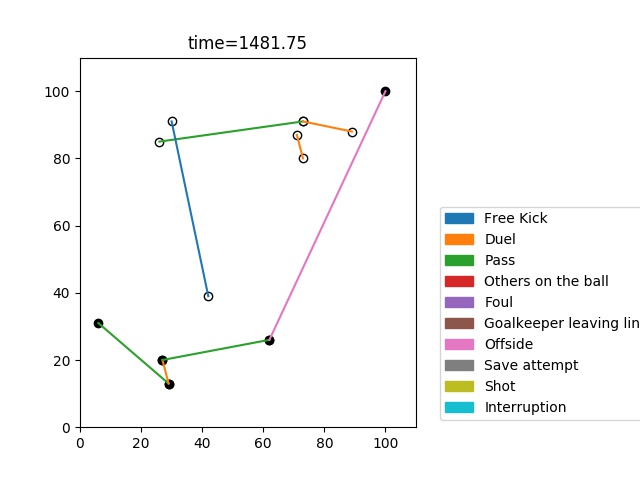 time=1481.75
100
80
60
40
20
0
0 20 40 60 80 100
Free Kick
Duel
Pass
Others on the ball
Foul
Goalkeeper leaving lin
Offside
Save attempt
Shot
Interruption